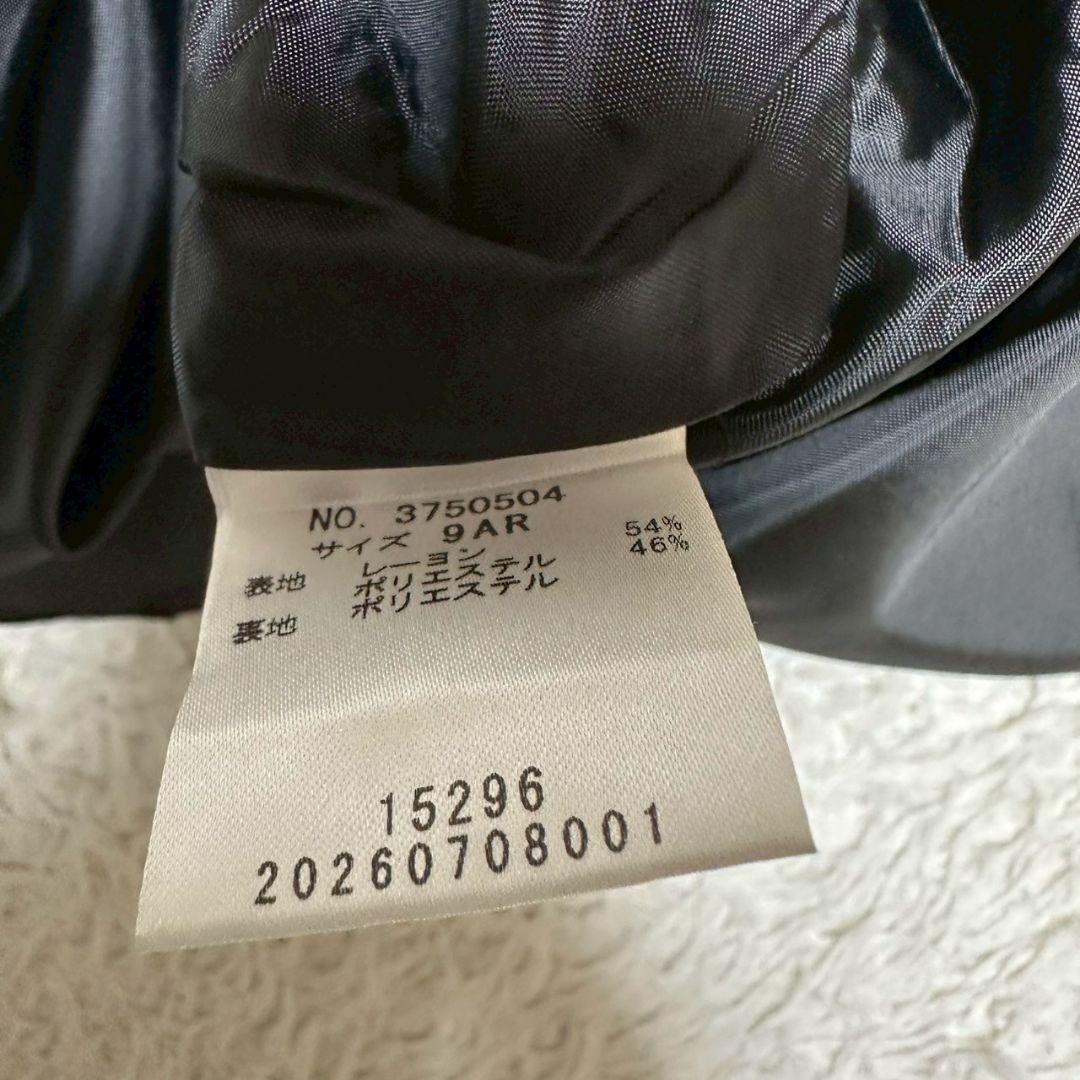 NO. 3750504
サイズ 9AR
表地 レーヨン 54%
ポリエステル 46%
裏地 ポリエステル
15296
20260708001